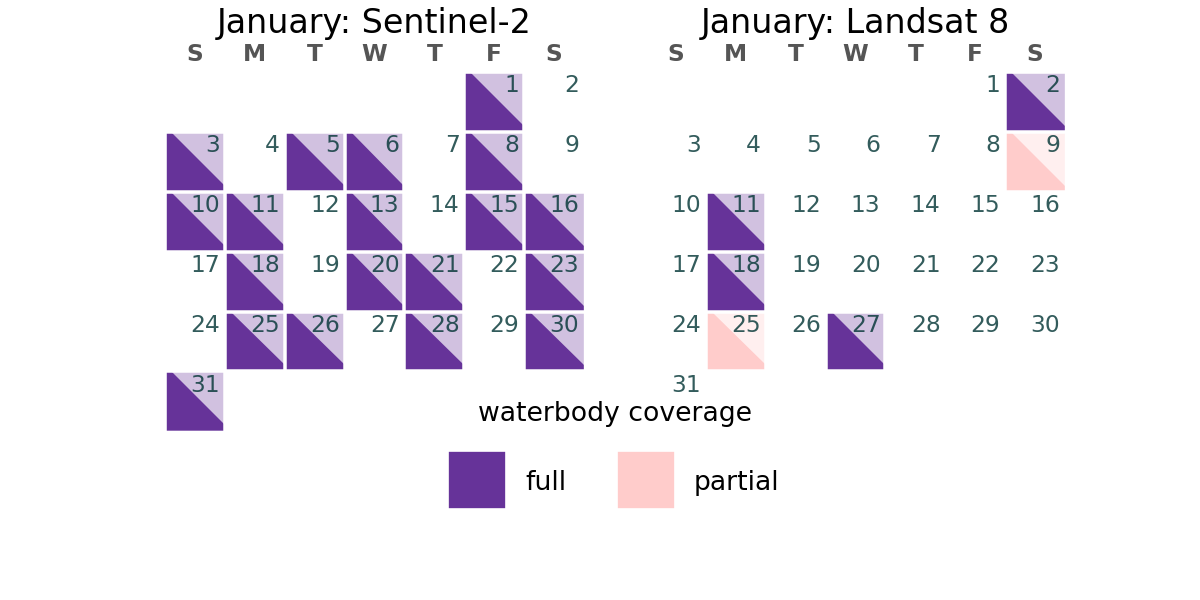 January: Sentinel-2
S M T W T F S
1 2
3 4 5 6 7 8 9
10 11 12 13 14 15 16
17 18 19 20 21 22 23
24 25 26 27 28 29 30
31
January: Landsat 8
S M T W T F S
1 2
3 4 5 6 7 8 9
10 11 12 13 14 15 16
17 18 19 20 21 22 23
24 25 26 27 28 29 30
31
waterbody coverage
full partial